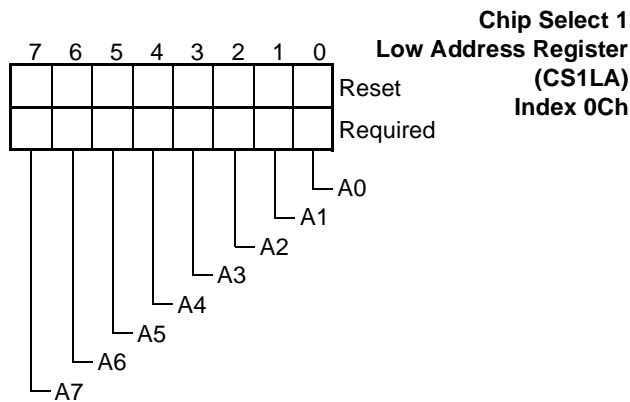 Chip Select 1
Low Address Register
(CS1LA)
Index 0Ch
7 6 5 4 3 2 1 0
Reset
Required
A0
A1
A2
A3
A4
A5
A6
A7